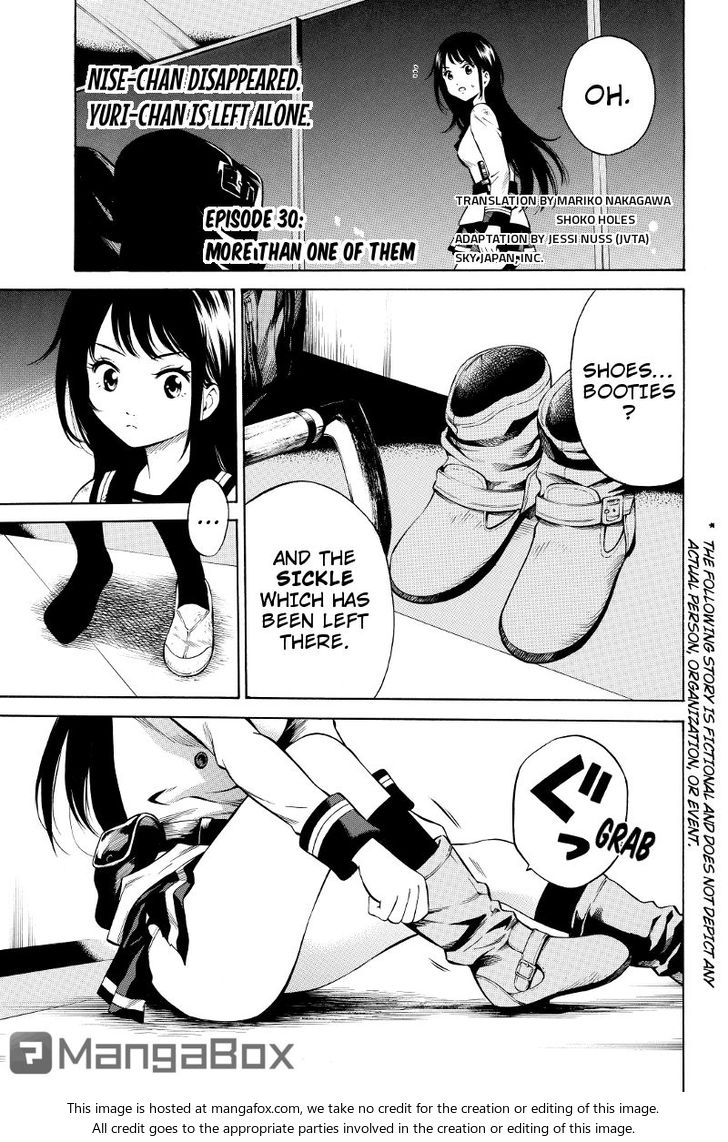 NISE-CHAN DISAPPEARED.
YURI-CHAN IS LEFT ALONE.
OH.
EPISODE 30:
MORE THAN ONE OF THEM
TRANSLATION BY MARIKO NAKAGAWA
SHOKO HOLES
ADAPTATION BY JESSI NUSS (JVTA)
SKY JAPAN, INC.
SHOES...
BOOTIES
?
...
AND THE
SICKLE
WHICH HAS
BEEN LEFT
THERE.
* THE FOLLOWING STORY IS FICTIONAL AND DOES NOT DEPICT ANY
ACTUAL PERSON, ORGANIZATION, OR EVENT.
ぐっ
GRAB
MangaBox
This image is hosted at mangafox.com, we take no credit for the creation or editing of this image.
All credit goes to the appropriate parties involved in the creation or editing of this image.